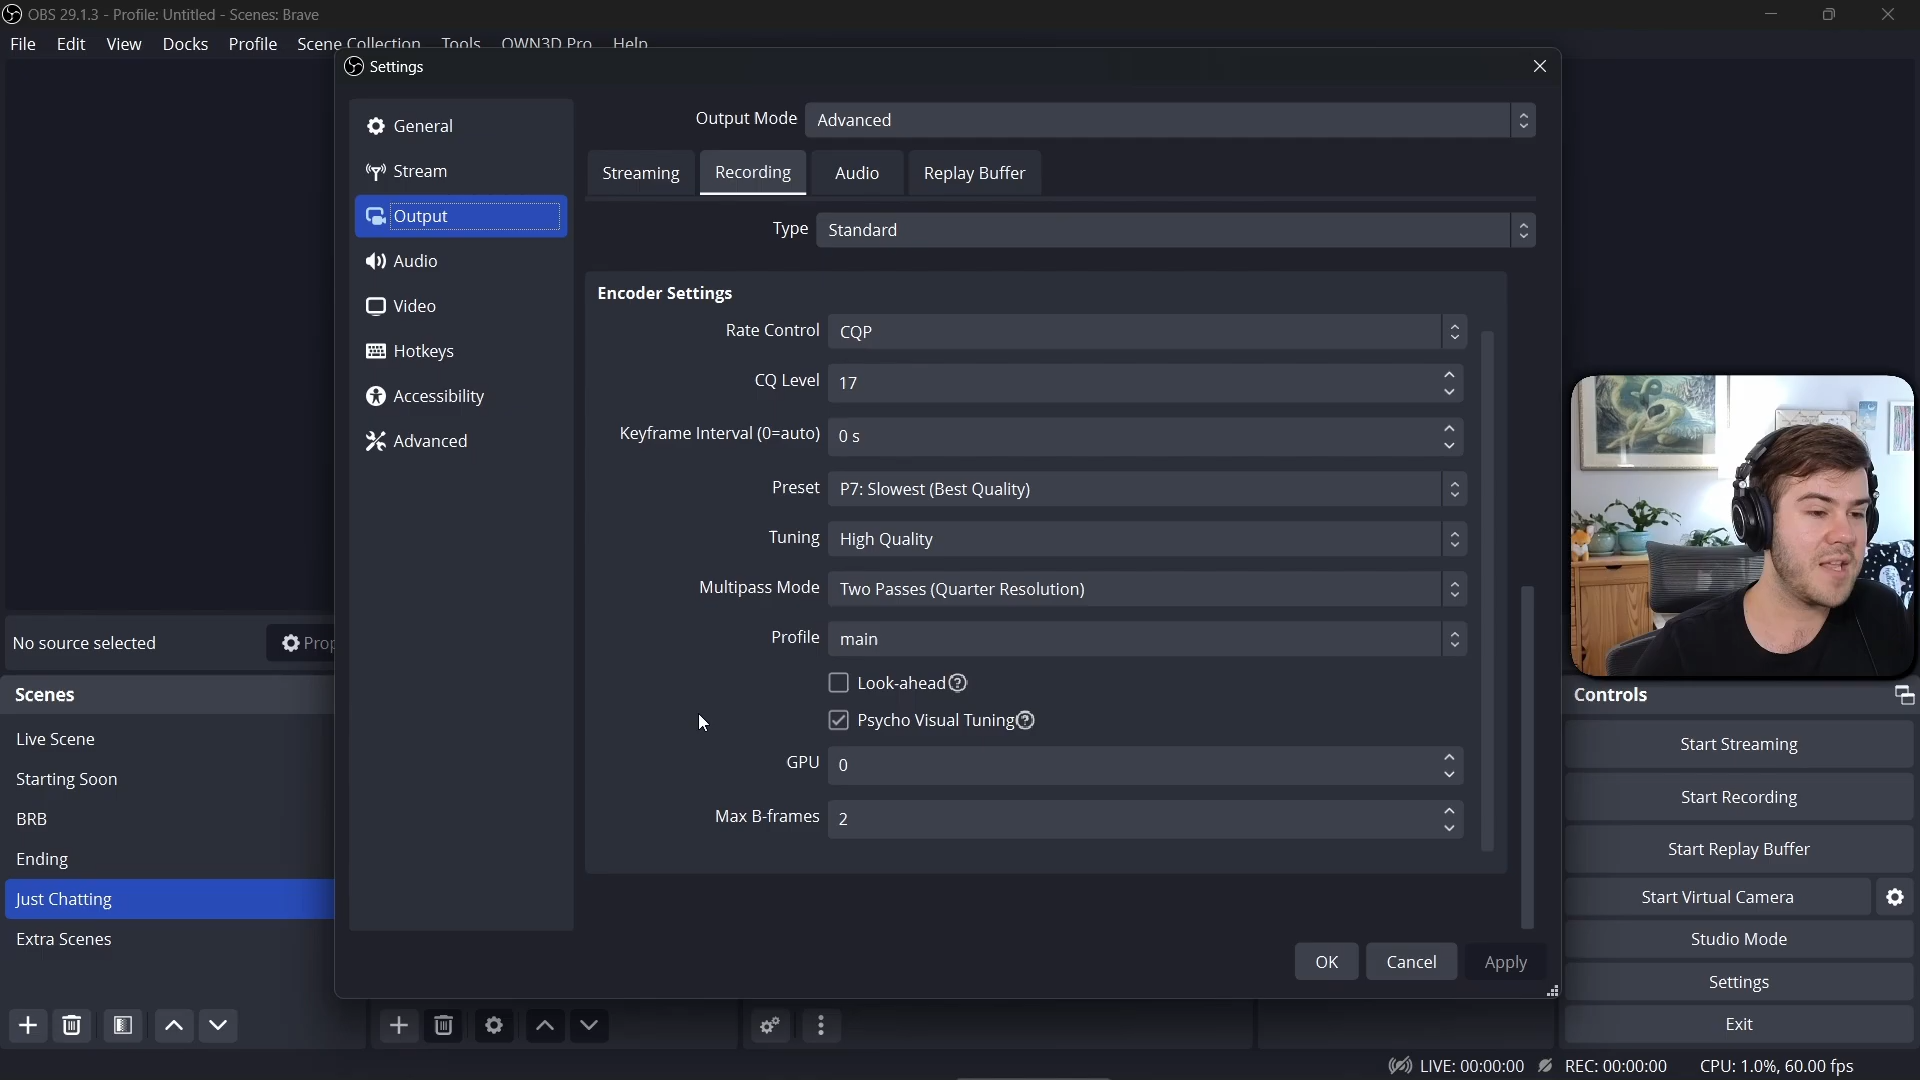 OBS 29.1.3 - Profile: Untitled - Scenes: Brave
File Edit View Docks Profile Scene Collection Tools OWN3D Pro Help
Settings
General
Stream
Output
Audio
Video
Hotkeys
Accessibility
Advanced
Output Mode Advanced
Streaming Recording Audio Replay Buffer
Type Standard
Encoder Settings
Rate Control CQP
CQ Level 17
Keyframe Interval (0=auto) 0 s
Preset P7: Slowest (Best Quality)
Tuning High Quality
Multipass Mode Two Passes (Quarter Resolution)
Profile main
Look-ahead
Psycho Visual Tuning
GPU 0
Max B-frames 2
OK Cancel Apply
No source selected Prop
Scenes
Live Scene
Starting Soon
BRB
Ending
Just Chatting
Extra Scenes
Controls
Start Streaming
Start Recording
Start Replay Buffer
Start Virtual Camera
Studio Mode
Settings
Exit
LIVE: 00:00:00 REC: 00:00:00 CPU: 1.0%, 60.00 fps